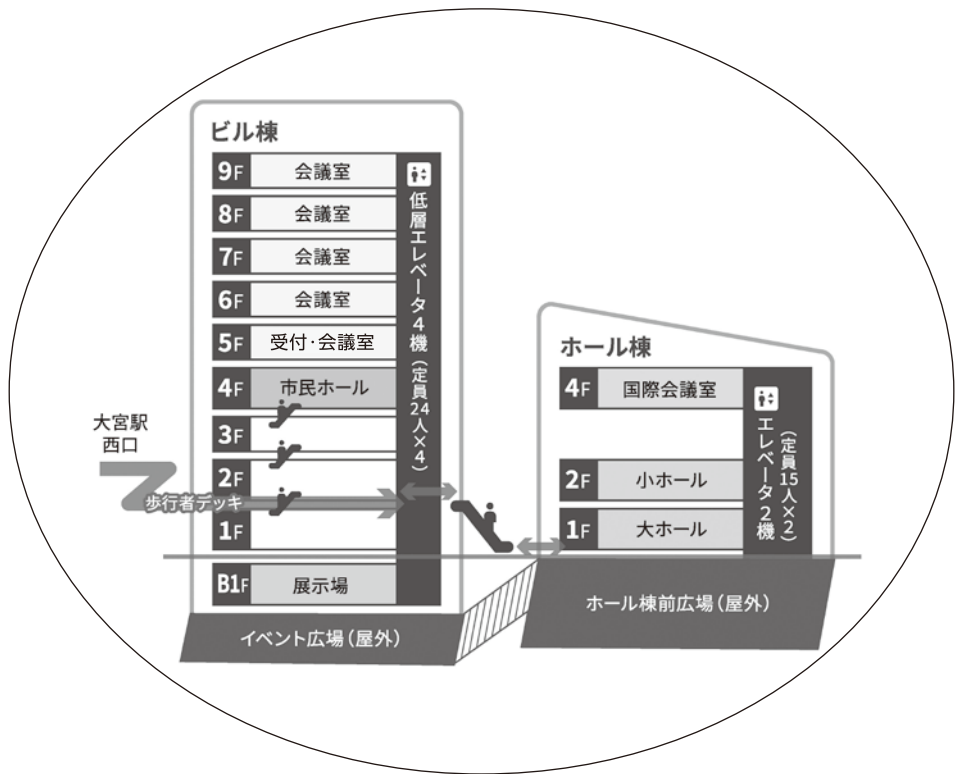 ビル棟
9F 会議室
8F 会議室
7F 会議室
6F 会議室
5F 受付・会議室
4F 市民ホール
3F
2F
1F
B1F 展示場
低層エレベータ4機（定員24人×4）
イベント広場（屋外）
大宮駅
西口
歩行者デッキ
ホール棟
4F 国際会議室
2F 小ホール
1F 大ホール
エレベータ2機
（定員15人×2）
ホール棟前広場（屋外）